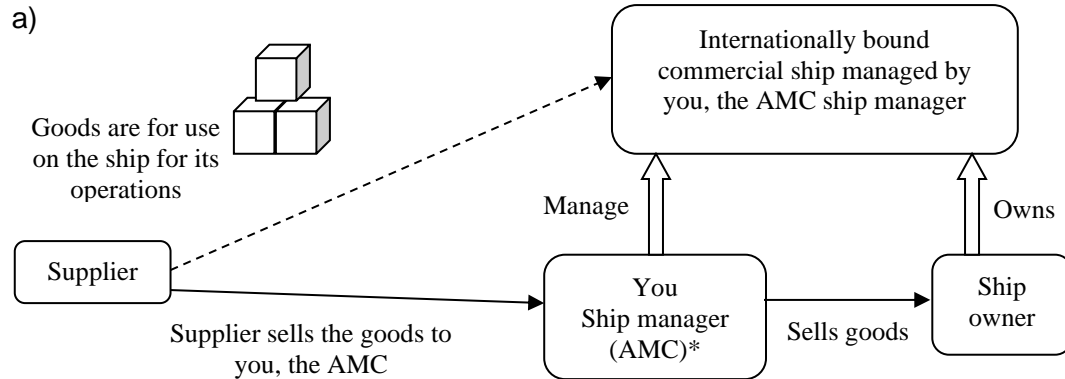 a)
Internationally bound
commercial ship managed by
you, the AMC ship manager
Goods are for use
on the ship for its
operations
Manage
Owns
Supplier
You
Ship manager
(AMC)*
Ship
owner
Supplier sells the goods to
you, the AMC
Sells goods